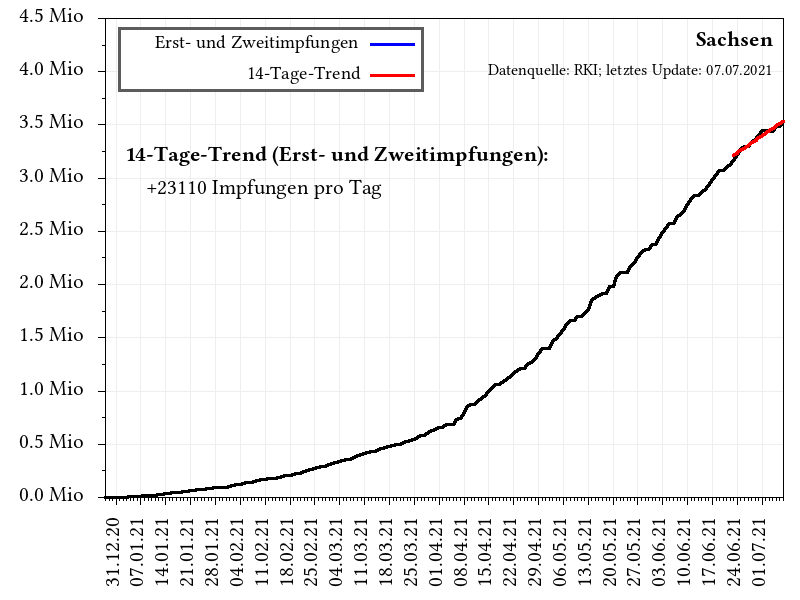 4.5 Mio
4.0 Mio
3.5 Mio
3.0 Mio
2.5 Mio
2.0 Mio
1.5 Mio
1.0 Mio
0.5 Mio
0.0 Mio
Erst- und Zweitimpfungen
14-Tage-Trend
Sachsen
Datenquelle: RKI; letztes Update: 07.07.2021
14-Tage-Trend (Erst- und Zweitimpfungen):
+23110 Impfungen pro Tag
31.12.20
07.01.21
14.01.21
21.01.21
28.01.21
04.02.21
11.02.21
18.02.21
25.02.21
04.03.21
11.03.21
18.03.21
25.03.21
01.04.21
08.04.21
15.04.21
22.04.21
29.04.21
06.05.21
13.05.21
20.05.21
27.05.21
03.06.21
10.06.21
17.06.21
24.06.21
01.07.21